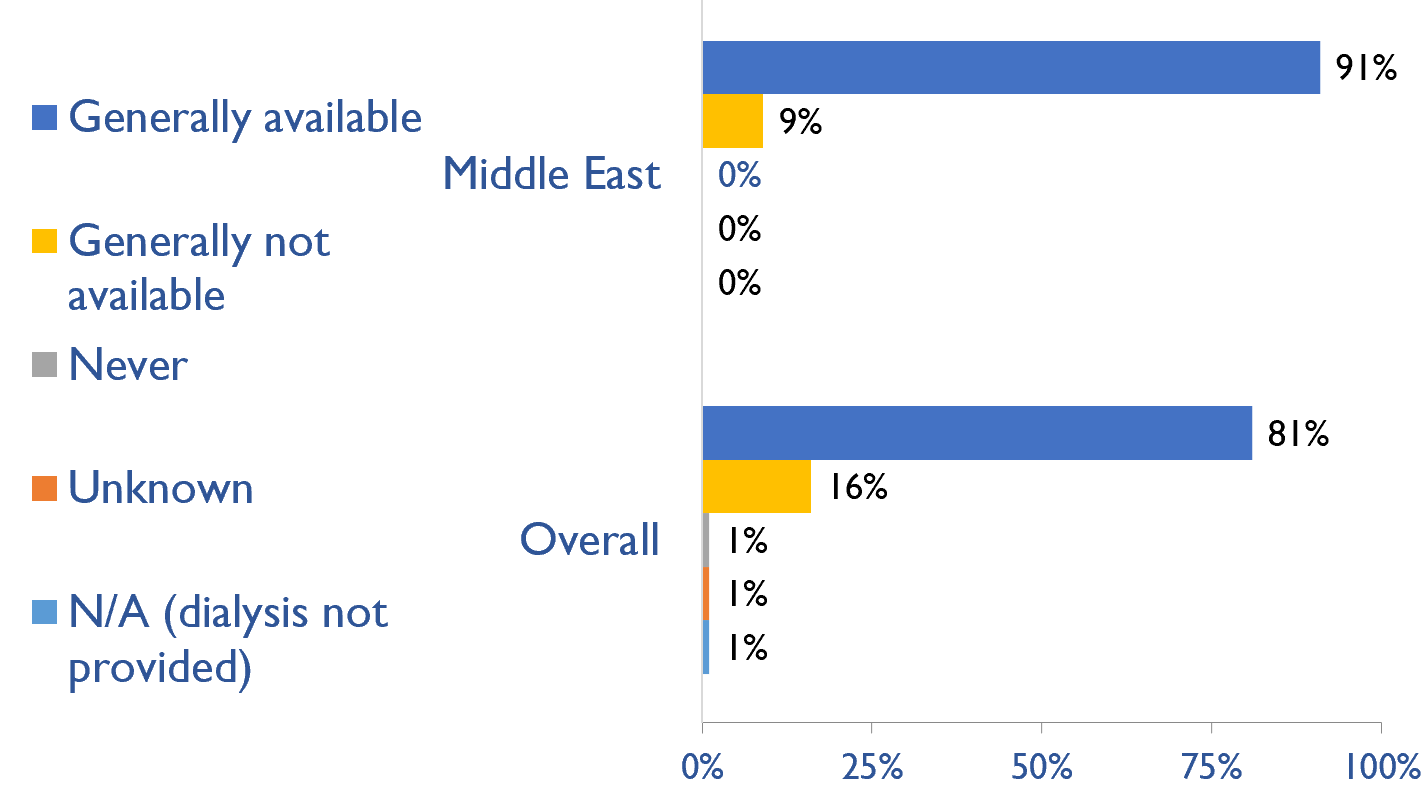 Generally available
Generally not
available
Never
Unknown
N/A (dialysis not
provided)
Middle East
91%
9%
0%
0%
0%
Overall
81%
16%
1%
1%
1%
0% 25% 50% 75% 100%